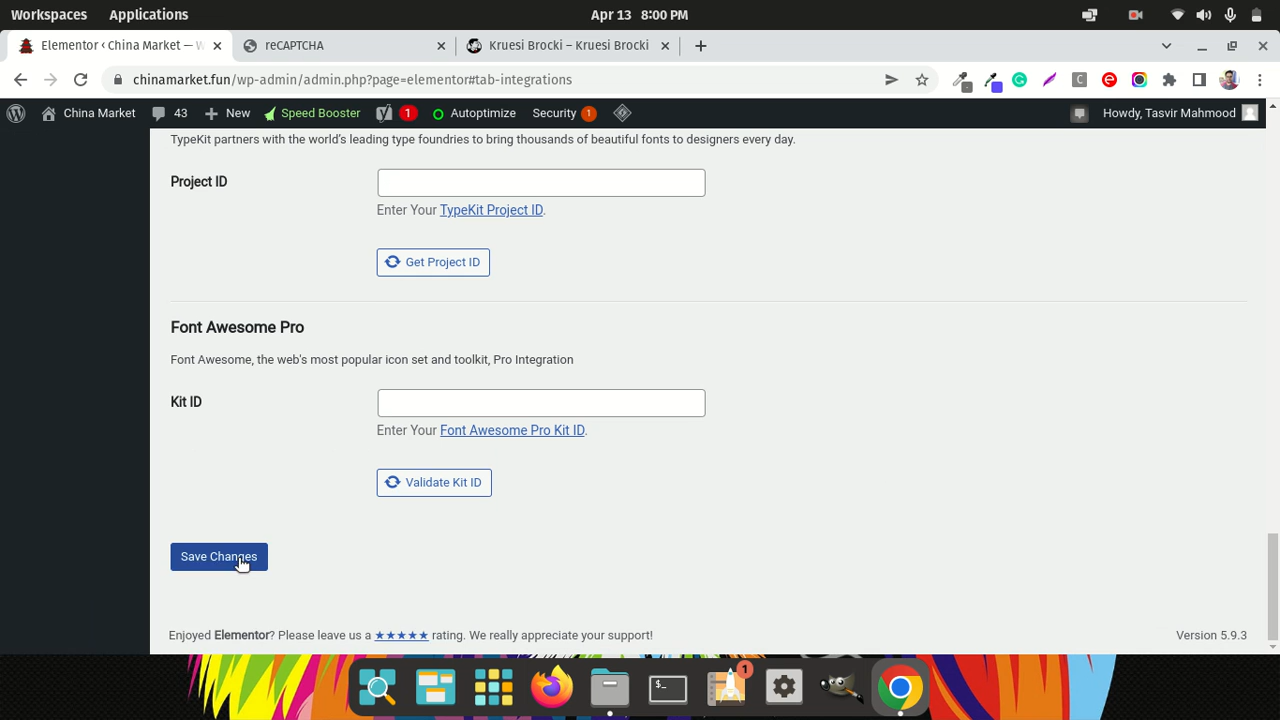 Workspaces Applications Apr 13 8:00 PM
Elementor ‹ China Market — W reCAPTCHA Kruesi Brocki – Kruesi Brocki
chinamarket.fun/wp-admin/admin.php?page=elementor#tab-integrations
China Market 43 New Speed Booster 1 Autoptimize Security 1 Howdy, Tasvir Mahmood
TypeKit partners with the world's leading type foundries to bring thousands of beautiful fonts to designers every day.
Project ID
Enter Your TypeKit Project ID.
Get Project ID
Font Awesome Pro
Font Awesome, the web's most popular icon set and toolkit, Pro Integration
Kit ID
Enter Your Font Awesome Pro Kit ID.
Validate Kit ID
Save Changes
Enjoyed Elementor? Please leave us a ★★★★★ rating. We really appreciate your support! Version 5.9.3
1